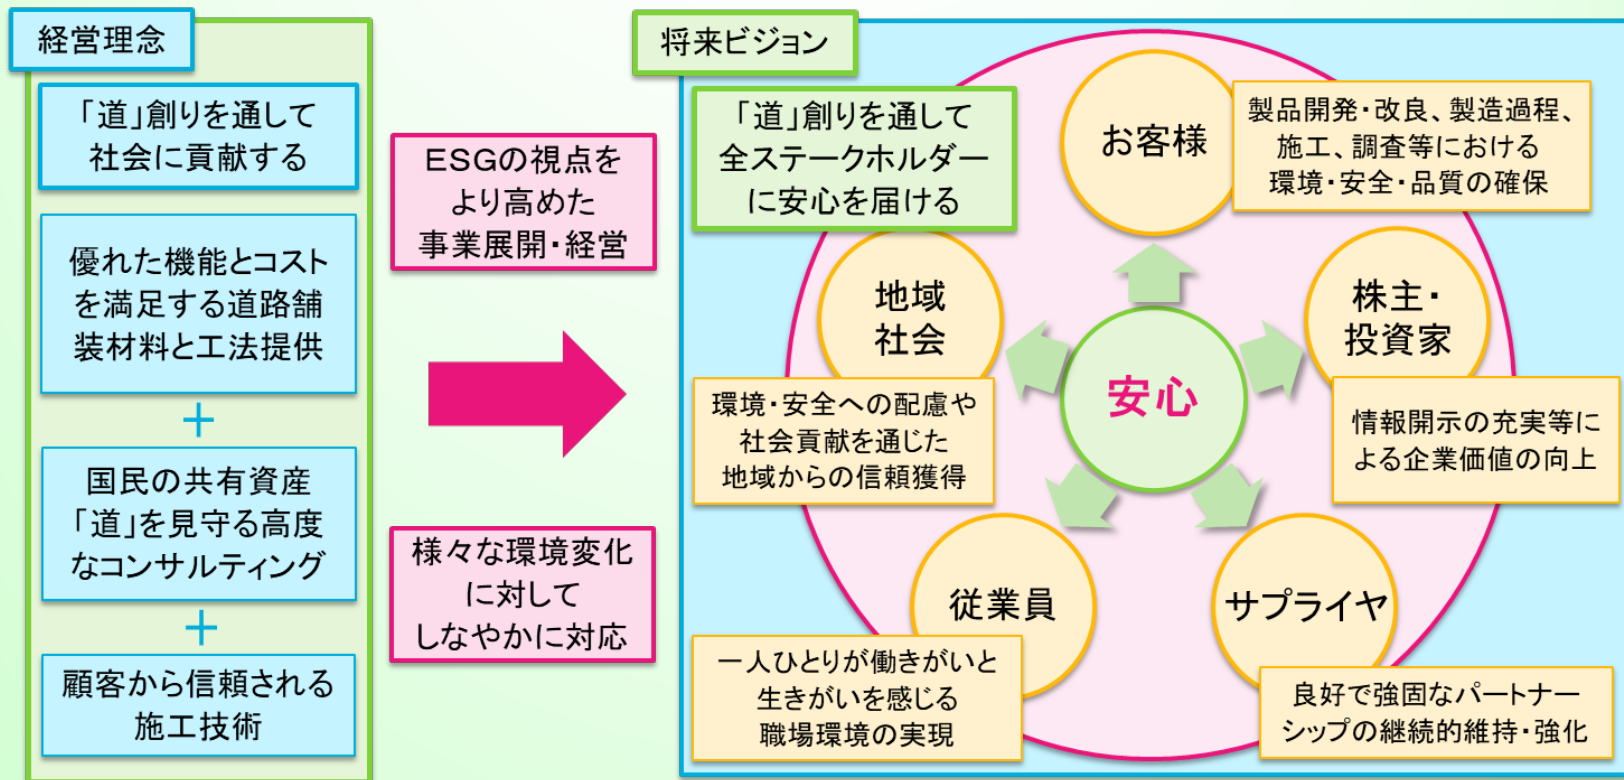 経営理念
「道」創りを通して
社会に貢献する
優れた機能とコスト
を満足する道路舗
装材料と工法提供
＋
国民の共有資産
「道」を見守る高度
なコンサルティング
＋
顧客から信頼される
施工技術
ESGの視点を
より高めた
事業展開・経営
様々な環境変化
に対して
しなやかに対応
将来ビジョン
「道」創りを通して
全ステークホルダー
に安心を届ける
お客様
製品開発・改良、製造過程、
施工、調査等における
環境・安全・品質の確保
地域
社会
環境・安全への配慮や
社会貢献を通じた
地域からの信頼獲得
安心
株主・
投資家
情報開示の充実等に
よる企業価値の向上
従業員
一人ひとりが働きがいと
生きがいを感じる
職場環境の実現
サプライヤ
良好で強固なパートナー
シップの継続的維持・強化